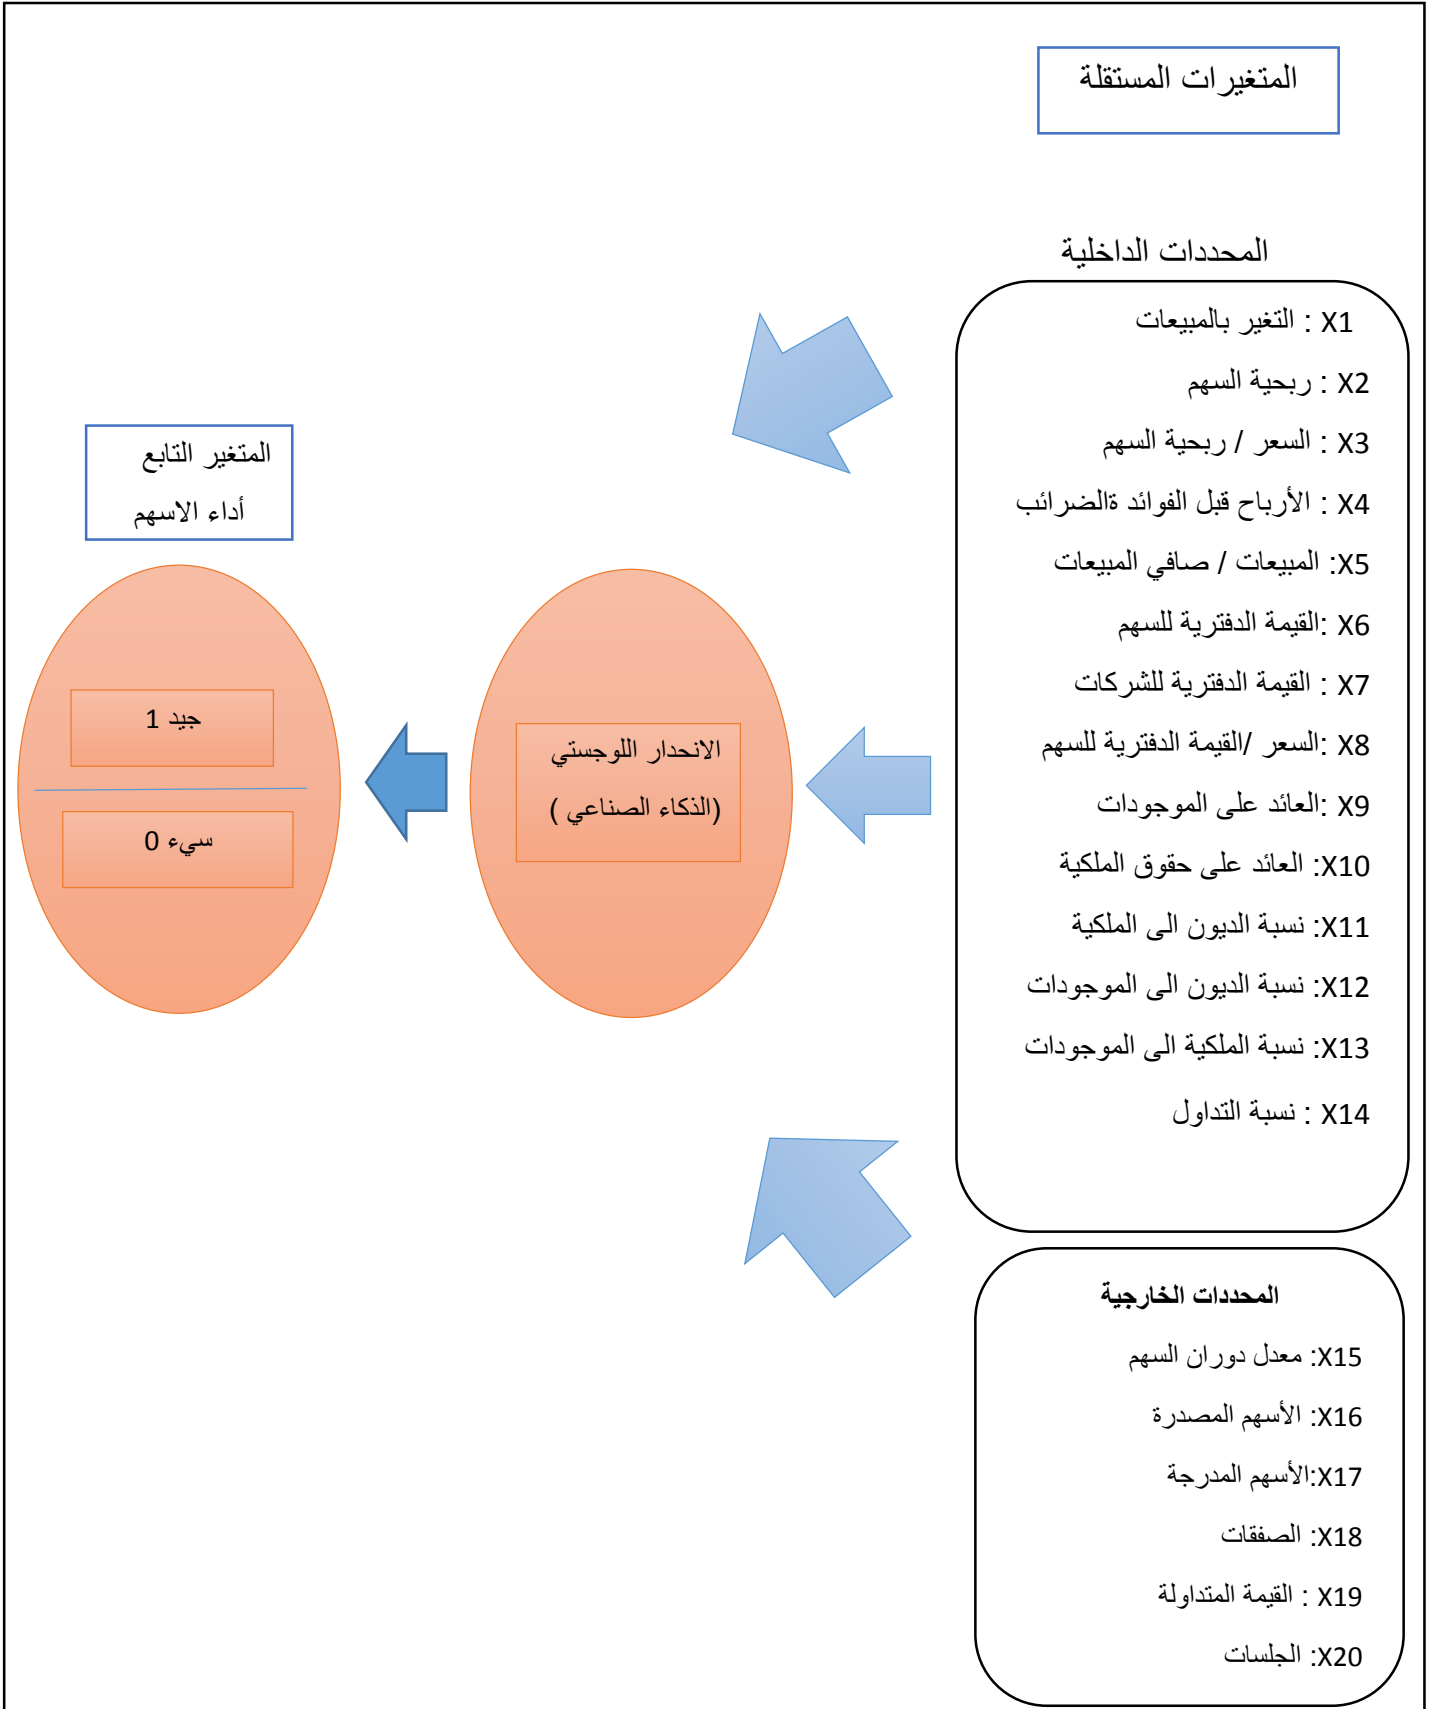 المتغيرات المستقلة
المحددات الداخلية
X1 : التغير بالمبيعات
X2 : ربحية السهم
X3 : السعر / ربحية السهم
X4 : الأرباح قبل الفوائد ةالضرائب
X5: المبيعات / صافي المبيعات
X6 :القيمة الدفترية للسهم
X7 : القيمة الدفترية للشركات
X8 :السعر /القيمة الدفترية للسهم
X9 :العائد على الموجودات
X10: العائد على حقوق الملكية
X11: نسبة الديون الى الملكية
X12: نسبة الديون الى الموجودات
X13: نسبة الملكية الى الموجودات
X14 : نسبة التداول
المحددات الخارجية
X15: معدل دوران السهم
X16: الأسهم المصدرة
X17:الأسهم المدرجة
X18: الصفقات
X19 : القيمة المتداولة
X20: الجلسات
الانحدار اللوجستي
(الذكاء الصناعي )
المتغير التابع
أداء الاسهم
جيد 1
سيء 0